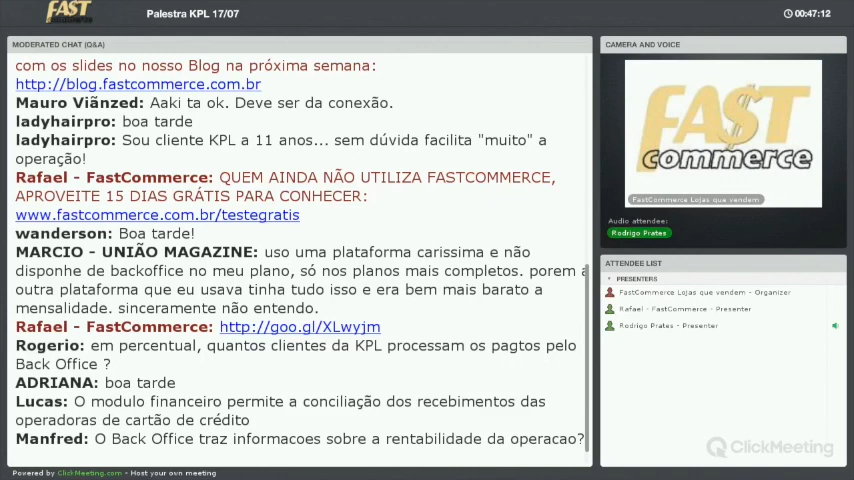 FAST
commerce
Palestra KPL 17/07
00:47:12
MODERATED CHAT (Q&A)
com os slides no nosso Blog na próxima semana:
http://blog.fastcommerce.com.br
Mauro Viãnzed: Aaki ta ok. Deve ser da conexão.
ladyhairpro: boa tarde
ladyhairpro: Sou cliente KPL a 11 anos... sem dúvida facilita "muito" a
operação!
Rafael - FastCommerce: QUEM AINDA NÃO UTILIZA FASTCOMMERCE,
APROVEITE 15 DIAS GRÁTIS PARA CONHECER:
www.fastcommerce.com.br/testegratis
wanderson: Boa tarde!
MARCIO - UNIÃO MAGAZINE: uso uma plataforma carissima e não
disponhe de backoffice no meu plano, só nos planos mais completos. porem a
outra plataforma que eu usava tinha tudo isso e era bem mais barato a
mensalidade. sinceramente não entendo.
Rafael - FastCommerce: http://goo.gl/XLwyjm
Rogerio: em percentual, quantos clientes da KPL processam os pagtos pelo
Back Office ?
ADRIANA: boa tarde
Lucas: O modulo financeiro permite a conciliação dos recebimentos das
operadoras de cartão de crédito
Manfred: O Back Office traz informacoes sobre a rentabilidade da operacao?
CAMERA AND VOICE
FAST
commerce
FastCommerce Lojas que vendem
Audio attendee:
Rodrigo Prates
ATTENDEE LIST
PRESENTERS
FastCommerce Lojas que vendem - Organizer
Rafael - FastCommerce - Presenter
Rodrigo Prates - Presenter
ClickMeeting
Powered by ClickMeeting.com • Host your own meeting